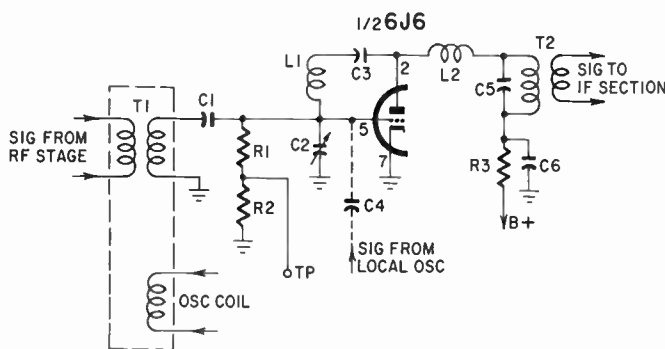 1/2 6J6
L1
C3
2
L2
T2
C5
SIG TO
IF SECTION
T1
C1
SIG FROM
RF STAGE
R1
C2
5
7
R3
C6
R2
C4
B+
TP
SIG FROM
LOCAL OSC
OSC COIL